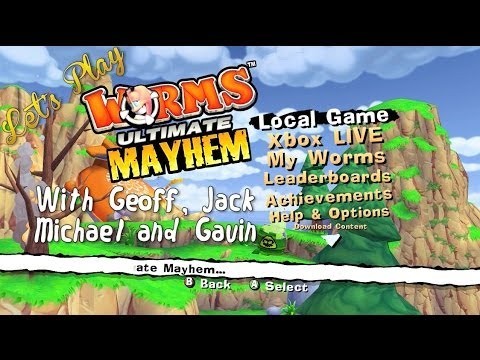 Let's Play
WORMS
ULTIMATE
MAYHEM
With Geoff, Jack
Michael and Gavin
Local Game
Xbox LIVE
My Worms
Leaderboards
Achievements
Help & Options
Download Content
ate Mayhem...
B Back A Select